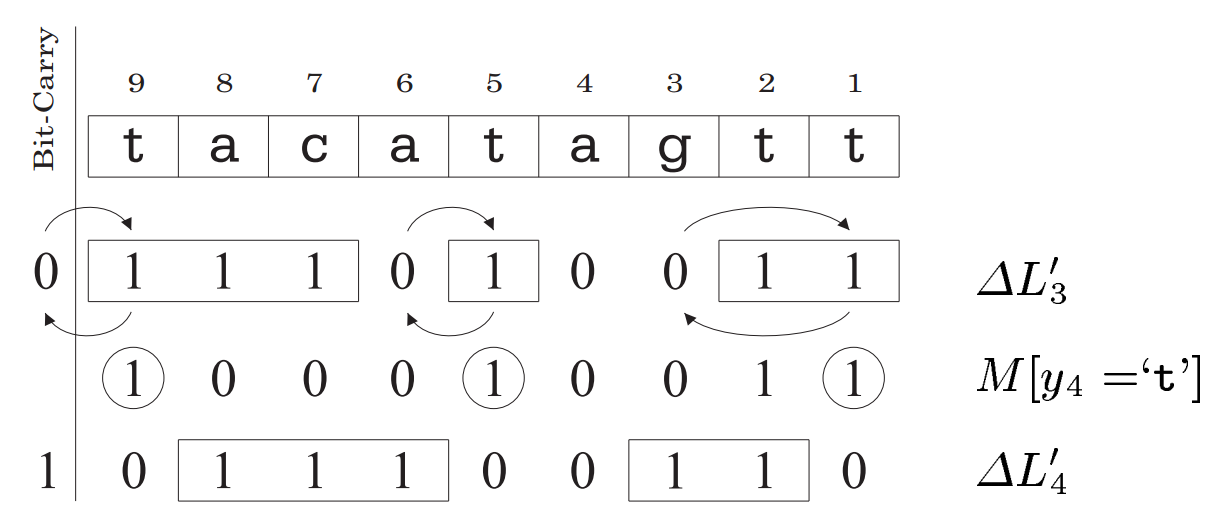 Bit-Carry
9 8 7 6 5 4 3 2 1
t a c a t a g t t
0 1 1 1 0 1 0 0 1 1 ΔL′₃
1 0 0 0 1 0 0 1 1 M[y₄ =‘t’]
1 0 1 1 1 0 0 1 1 0 ΔL′₄